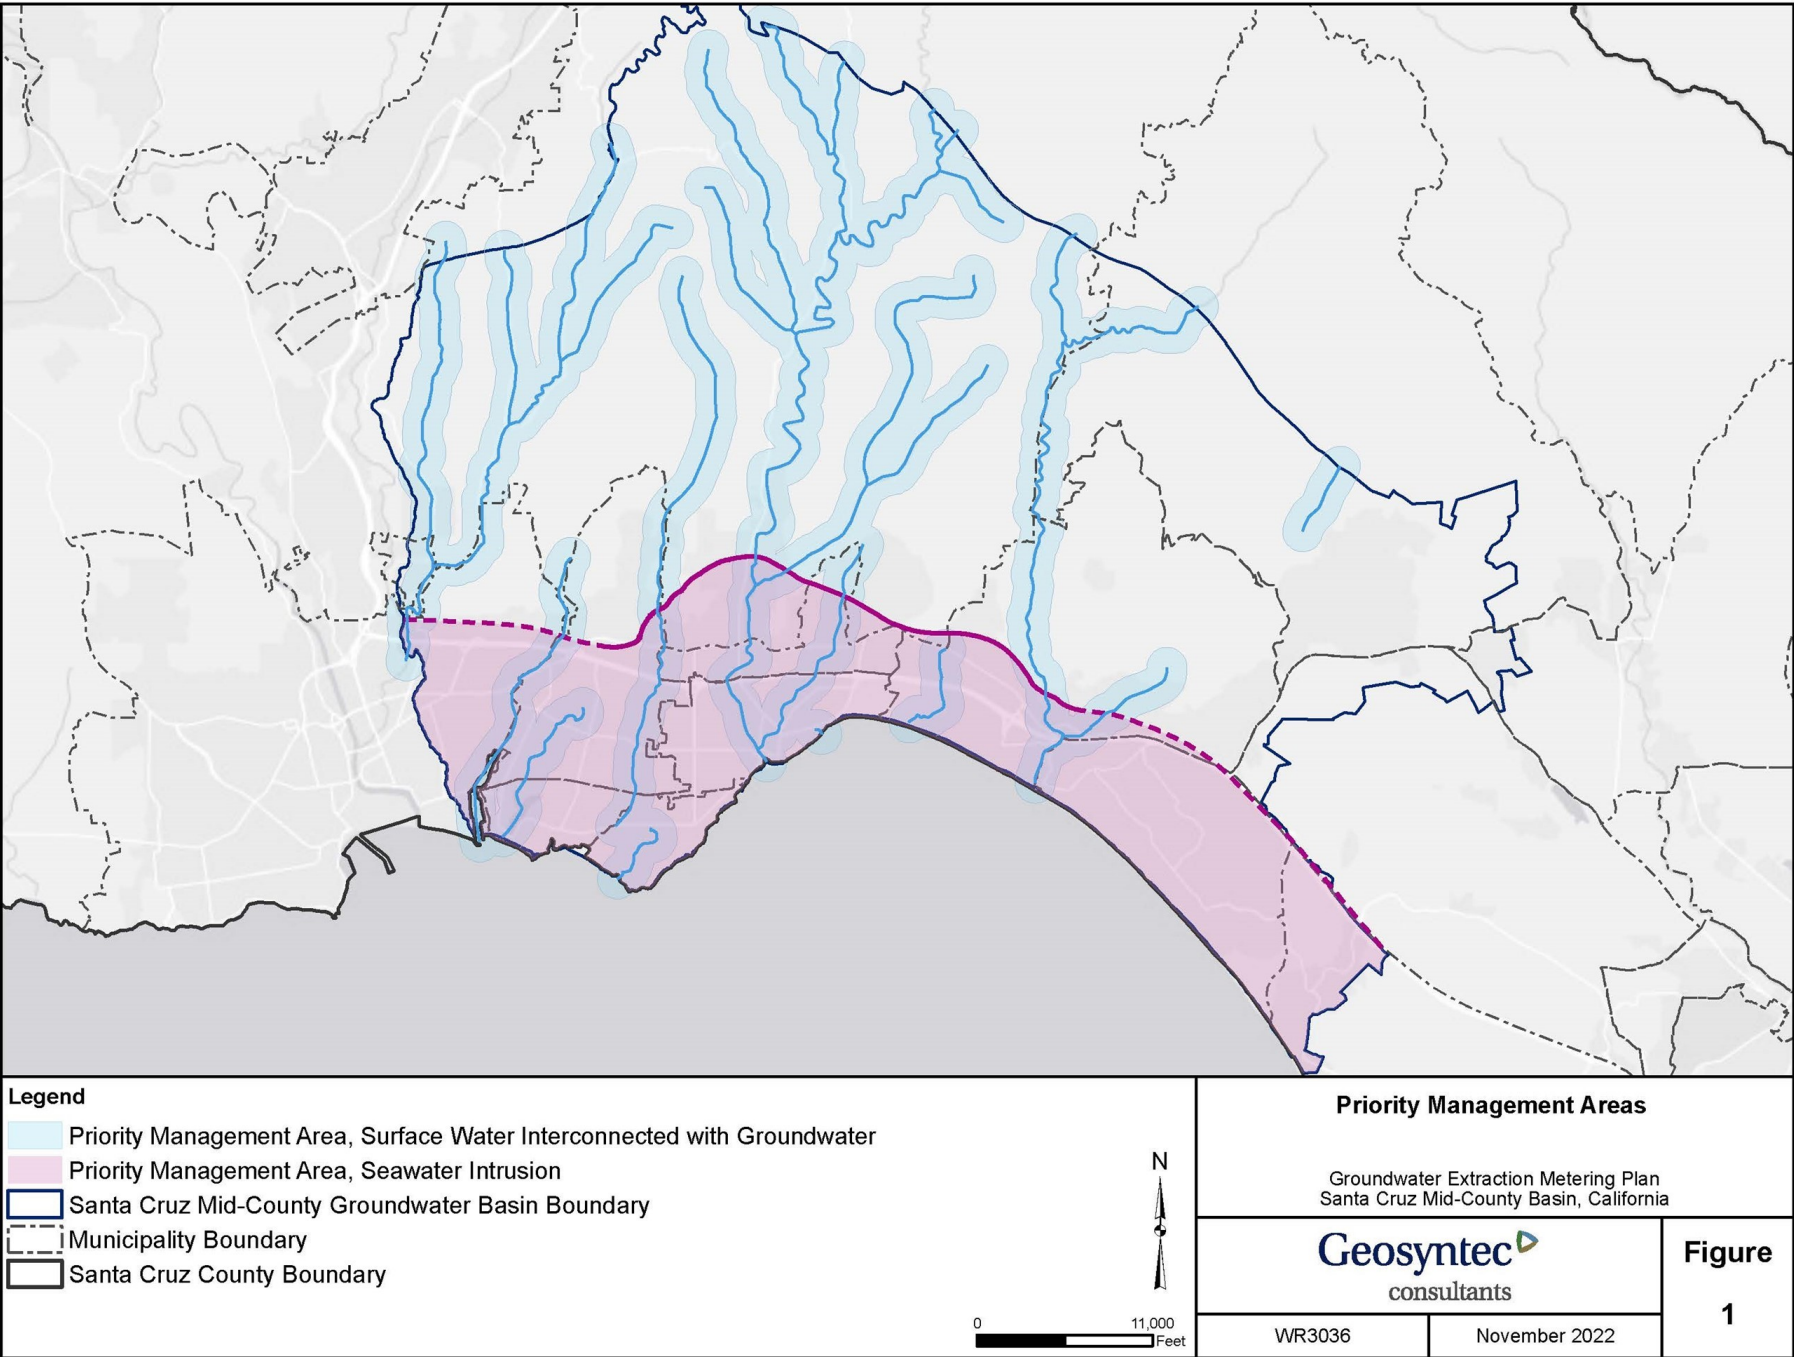 Legend
Priority Management Area, Surface Water Interconnected with Groundwater
Priority Management Area, Seawater Intrusion
Santa Cruz Mid-County Groundwater Basin Boundary
Municipality Boundary
Santa Cruz County Boundary
N
0 11,000
Feet
Priority Management Areas
Groundwater Extraction Metering Plan
Santa Cruz Mid-County Basin, California
Geosyntec
consultants
Figure
1
WR3036
November 2022